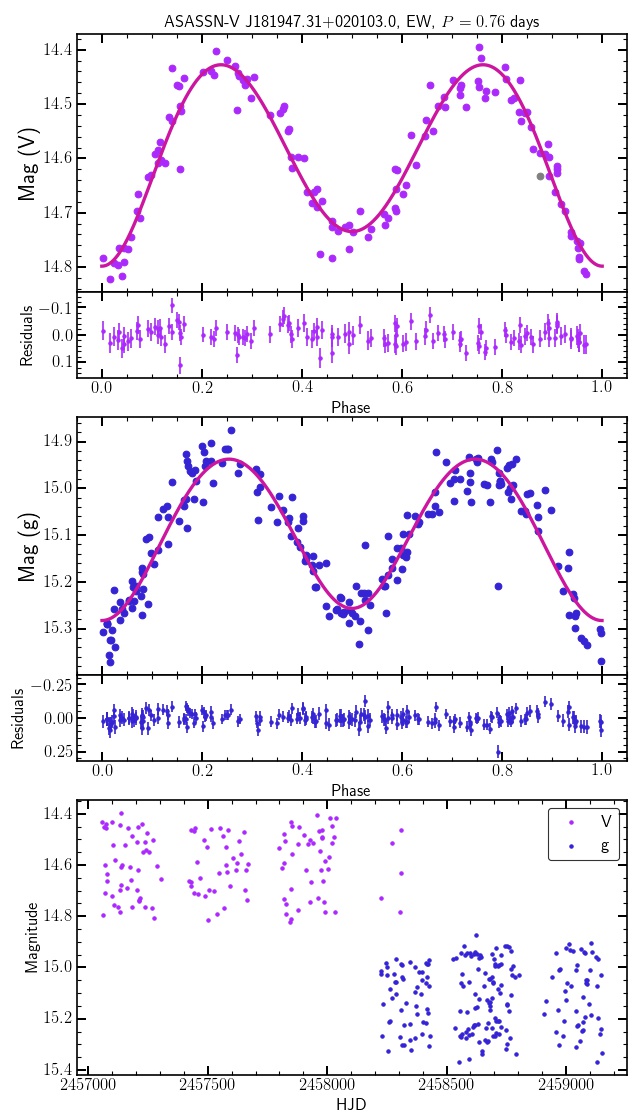 ASASSN-V J181947.31+020103.0, EW, P = 0.76 days
14.4
14.5
14.6
14.7
14.8
Mag (V)
−0.1
0.0
0.1
Residuals
0.0 0.2 0.4 0.6 0.8 1.0
Phase
14.9
15.0
15.1
15.2
15.3
Mag (g)
−0.25
0.00
0.25
Residuals
0.0 0.2 0.4 0.6 0.8 1.0
Phase
14.4
14.6
14.8
15.0
15.2
15.4
Magnitude
V
g
2457000 2457500 2458000 2458500 2459000
HJD